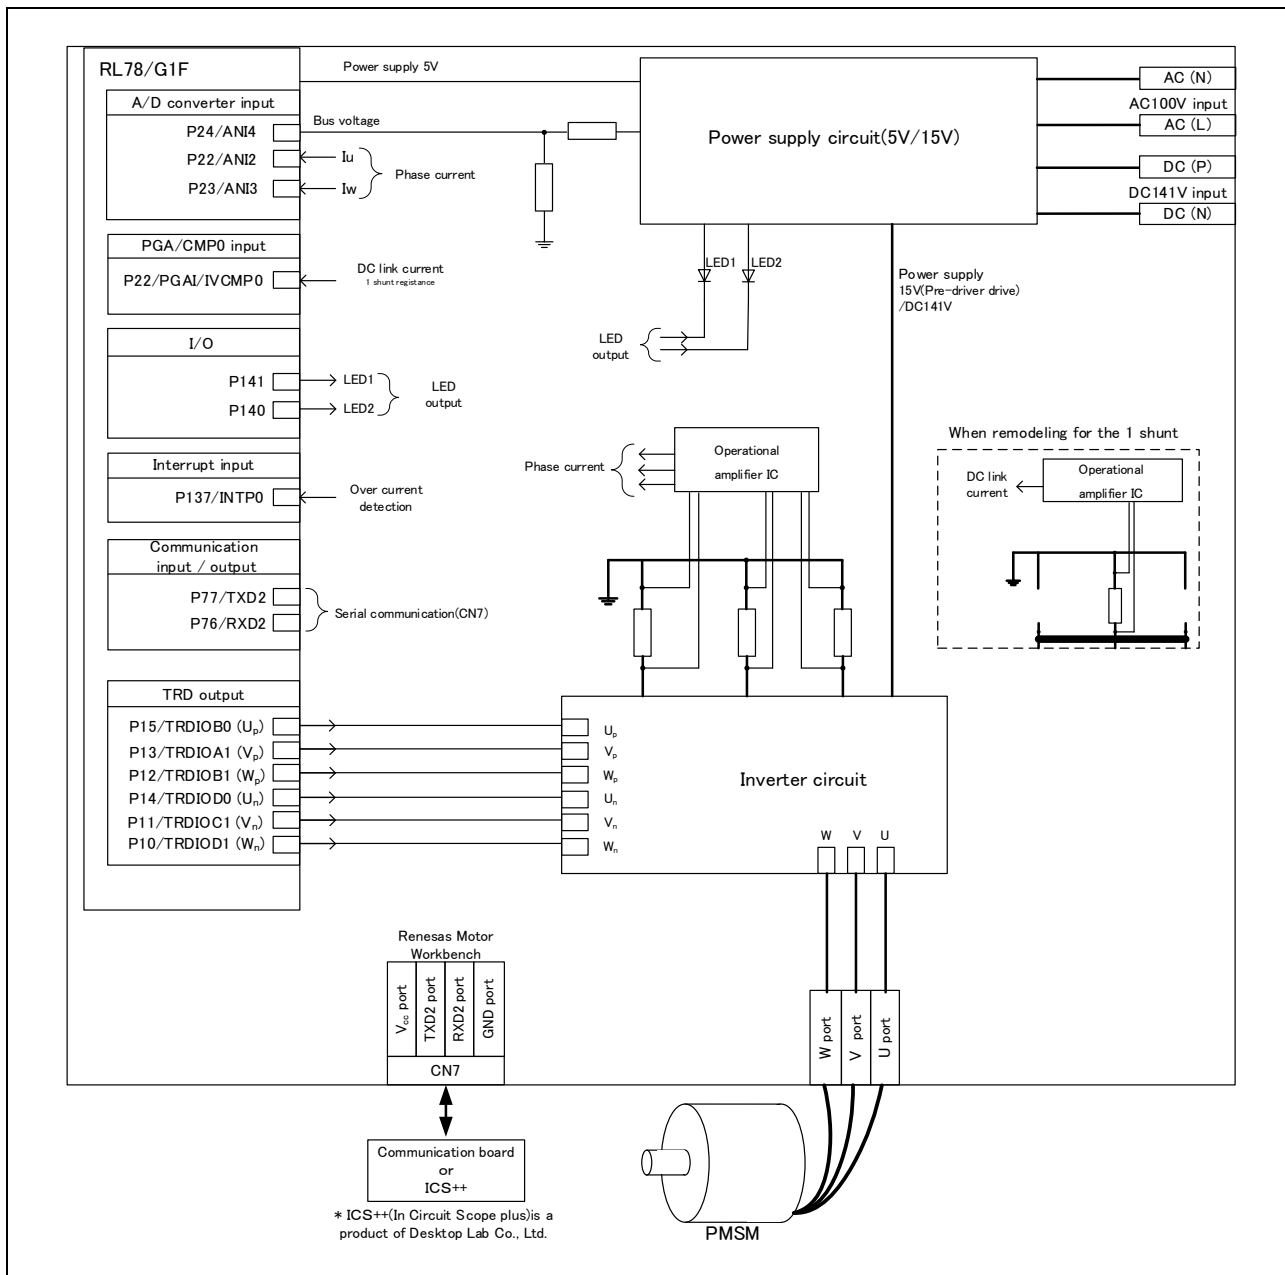 RL78/G1F
A/D converter input
P24/ANI4
P22/ANI2
P23/ANI3
Iu
Iw
Phase current
Power supply 5V
Bus voltage
Power supply circuit(5V/15V)
AC (N)
AC100V input
AC (L)
DC (P)
DC141V input
DC (N)
PGA/CMP0 input
P22/PGAI/IVCMP0
DC link current
1 shunt registance
LED1
LED2
LED
output
Power supply
15V(Pre-driver drive)
/DC141V
I/O
P141
P140
LED1
LED2
LED
output
Interrupt input
P137/INTP0
Over current
detection
Phase current
Operational
amplifier IC
When remodeling for the 1 shunt
DC link
current
Operational
amplifier IC
Communication
input / output
P77/TXD2
P76/RXD2
Serial communication(CN7)
TRD output
P15/TRDIOB0 (Up)
P13/TRDIOA1 (Vp)
P12/TRDIOB1 (Wp)
P14/TRDIOD0 (Un)
P11/TRDIOC1 (Vn)
P10/TRDIOD1 (Wn)
Up
Vp
Wp
Un
Vn
Wn
Inverter circuit
W V U
Renesas Motor
Workbench
Vcc port
TXD2 port
RXD2 port
GND port
CN7
W port
V port
U port
Communication board
or
ICS++
* ICS++(In Circuit Scope plus)is a
product of Desktop Lab Co., Ltd.
PMSM